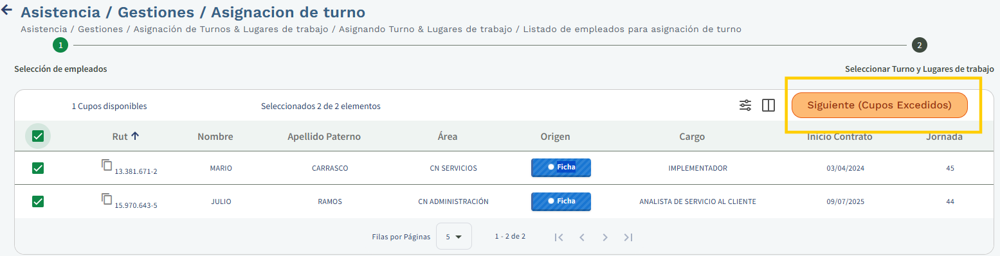 Asistencia / Gestiones / Asignacion de turno
Asistencia / Gestiones / Asignación de Turnos & Lugares de trabajo / Asignando Turno & Lugares de trabajo / Listado de empleados para asignación de turno
1 2
Selección de empleados Seleccionar Turno y Lugares de trabajo
1 Cupos disponibles Seleccionados 2 de 2 elementos Siguiente (Cupos Excedidos)
Rut Nombre Apellido Paterno Área Origen Cargo Inicio Contrato Jornada
13.381.671-2 MARIO CARRASCO CN SERVICIOS Ficha IMPLEMENTADOR 03/04/2024 45
15.970.643-5 JULIO RAMOS CN ADMINISTRACIÓN Ficha ANALISTA DE SERVICIO AL CLIENTE 09/07/2025 44
Filas por Páginas 5 1 - 2 de 2